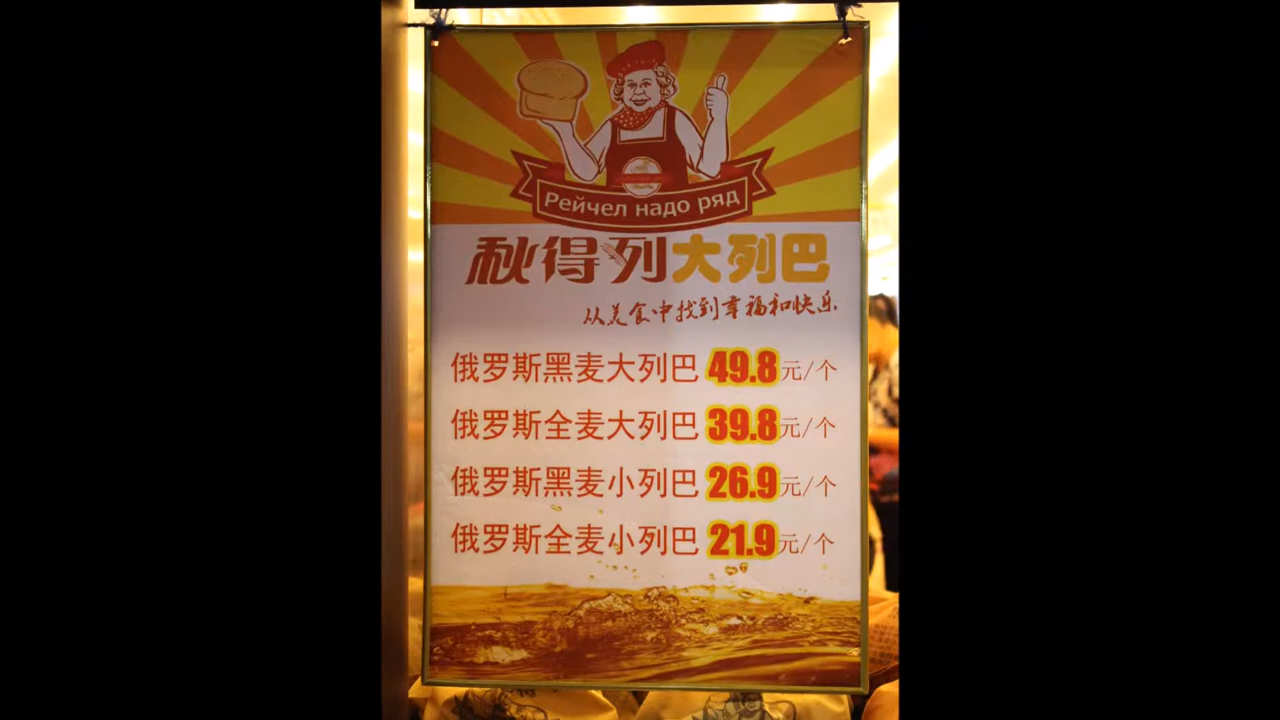 Рейчел надо ряд
秋得列大列巴
从美食中找到幸福和快乐
俄罗斯黑麦大列巴 49.8元/个
俄罗斯全麦大列巴 39.8元/个
俄罗斯黑麦小列巴 26.9元/个
俄罗斯全麦小列巴 21.9元/个